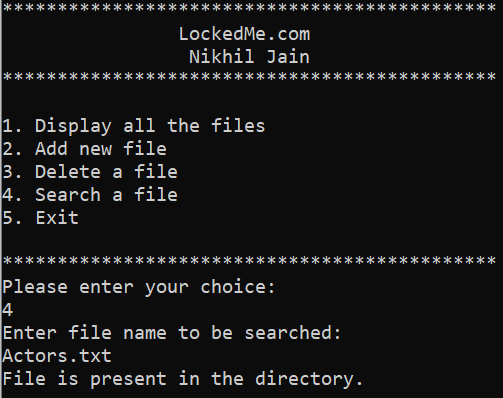 *********************************************
LockedMe.com
Nikhil Jain
*********************************************
1. Display all the files
2. Add new file
3. Delete a file
4. Search a file
5. Exit
*********************************************
Please enter your choice:
4
Enter file name to be searched:
Actors.txt
File is present in the directory.